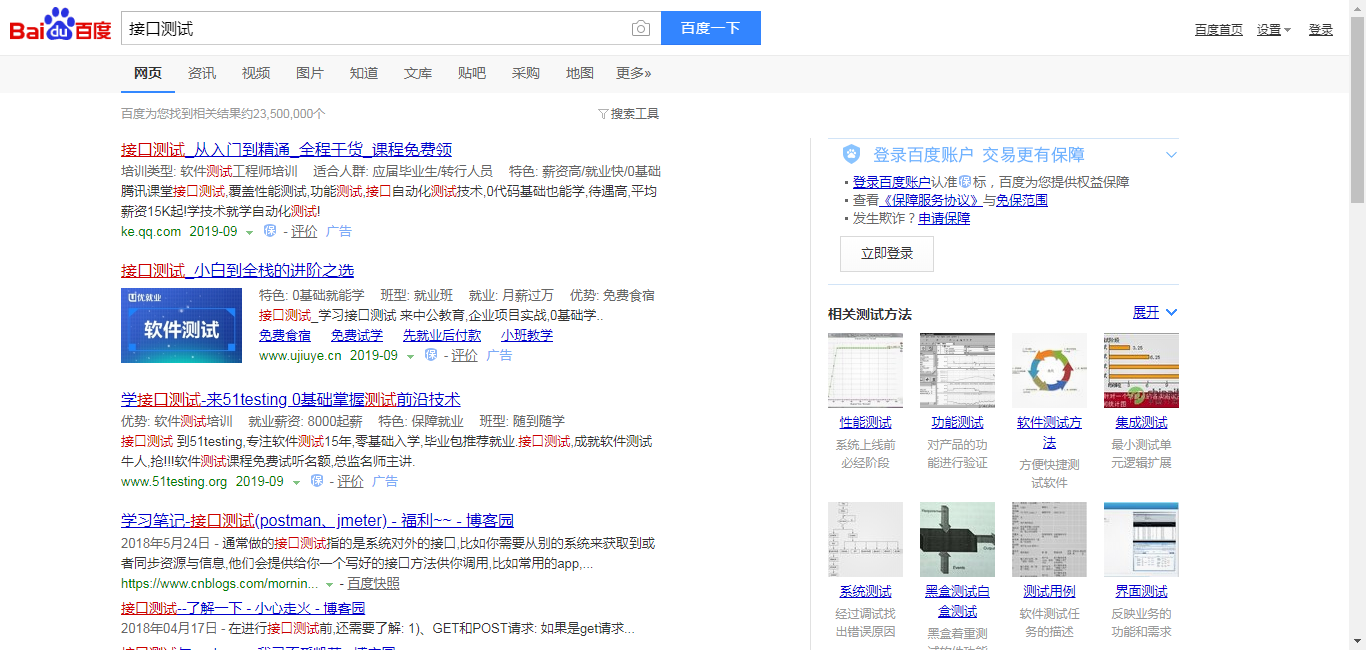 Bai du 百度
接口测试
百度一下
百度首页 设置 登录
网页 资讯 视频 图片 知道 文库 贴吧 采购 地图 更多»
百度为您找到相关结果约23,500,000个
搜索工具
接口测试_从入门到精通_全程干货_课程免费领
培训类型: 软件测试工程师培训 适合人群: 应届毕业生/转行人员 特色: 薪资高/就业快/0基础
腾讯课堂接口测试,覆盖性能测试,功能测试,接口自动化测试技术,0代码基础也能学,待遇高,平均
薪资15K起!学技术就学自动化测试!
ke.qq.com 2019-09 保 - 评价 广告
接口测试_小白到全栈的进阶之选
优就业
软件测试
特色: 0基础就能学 班型: 就业班 就业: 月薪过万 优势: 免费食宿
接口测试_学习接口测试 来中公教育,企业项目实战,0基础学..
免费食宿 免费试学 先就业后付款 小班教学
www.ujiuye.cn 2019-09 保 - 评价 广告
学接口测试-来51testing 0基础掌握测试前沿技术
优势: 软件测试培训 就业薪资: 8000起薪 特色: 保障就业 班型: 随到随学
接口测试 到51testing,专注软件测试15年,零基础入学,毕业包推荐就业.接口测试,成就软件测试
牛人,抢!!!软件测试课程免费试听名额,总监名师主讲.
www.51testing.org 2019-09 保 - 评价 广告
学习笔记-接口测试(postman、jmeter) - 福利~~ - 博客园
2018年5月24日 - 通常做的接口测试指的是系统对外的接口,比如你需要从别的系统来获取到或
者同步资源与信息,他们会提供给你一个写好的接口方法供你调用,比如常用的app,...
https://www.cnblogs.com/mornin... - 百度快照
接口测试--了解一下 - 小心走火 - 博客园
2018年04月17日 - 在进行接口测试前,还需要了解: 1)、GET和POST请求: 如果是get请求...
登录百度账户 交易更有保障
登录百度账户认准保标，百度为您提供权益保障
查看《保障服务协议》与免保范围
发生欺诈？申请保障
立即登录
相关测试方法
展开
性能测试 功能测试 软件测试方法 集成测试
系统上线前必经阶段 对产品的功能进行验证 方便快捷测试软件 最小测试单元逻辑扩展
系统测试 黑盒测试白盒测试 测试用例 界面测试
经过调试找出错误原因 黑盒着重测 软件测试任务的描述 反映业务的功能和需求